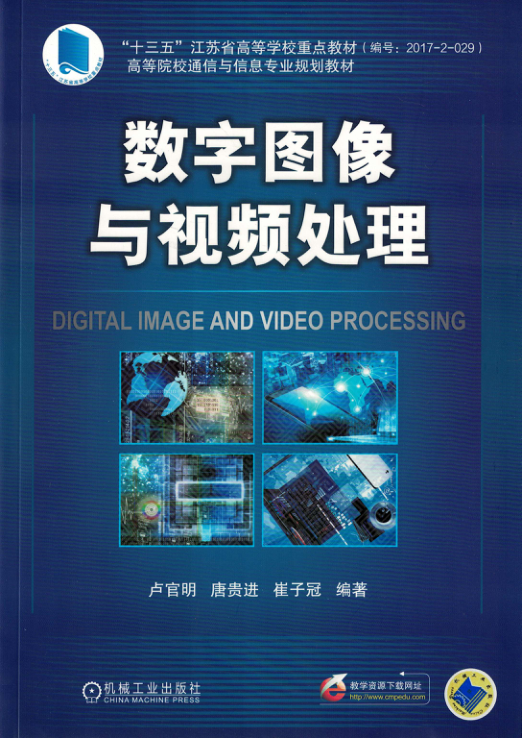 “十三五”江苏省高等学校重点教材（编号：2017-2-029）
高等院校通信与信息专业规划教材
数字图像
与视频处理
DIGITAL IMAGE AND VIDEO PROCESSING
卢官明 唐贵进 崔子冠 编著
机械工业出版社
CHINA MACHINE PRESS
教学资源下载网址
http://www.cmpedu.com